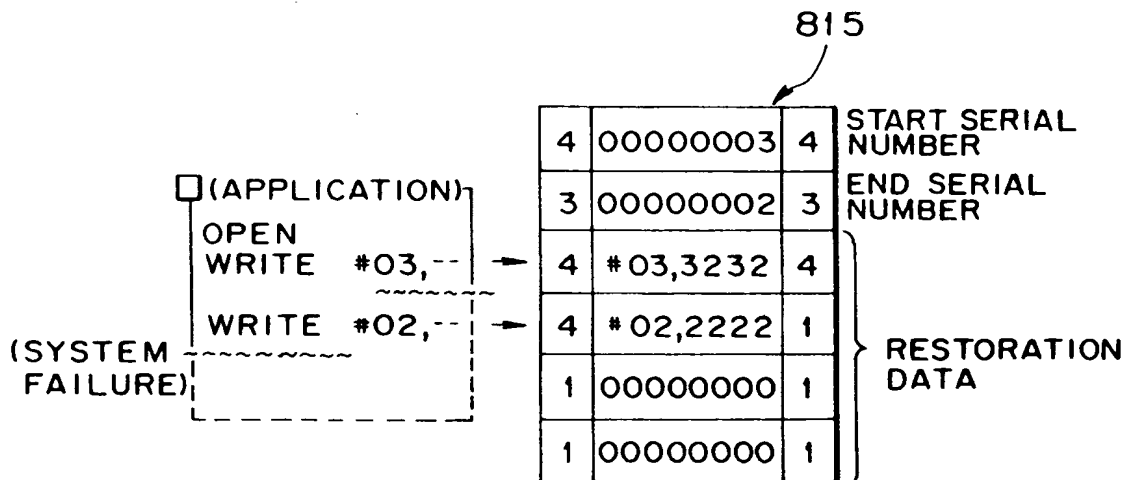 815
4 00000003 4 START SERIAL
NUMBER
3 00000002 3 END SERIAL
NUMBER
(APPLICATION)
OPEN
WRITE #03,-- 4 #03,3232 4
WRITE #02,-- 4 #02,2222 1
(SYSTEM
FAILURE)
RESTORATION
DATA
1 00000000 1
1 00000000 1